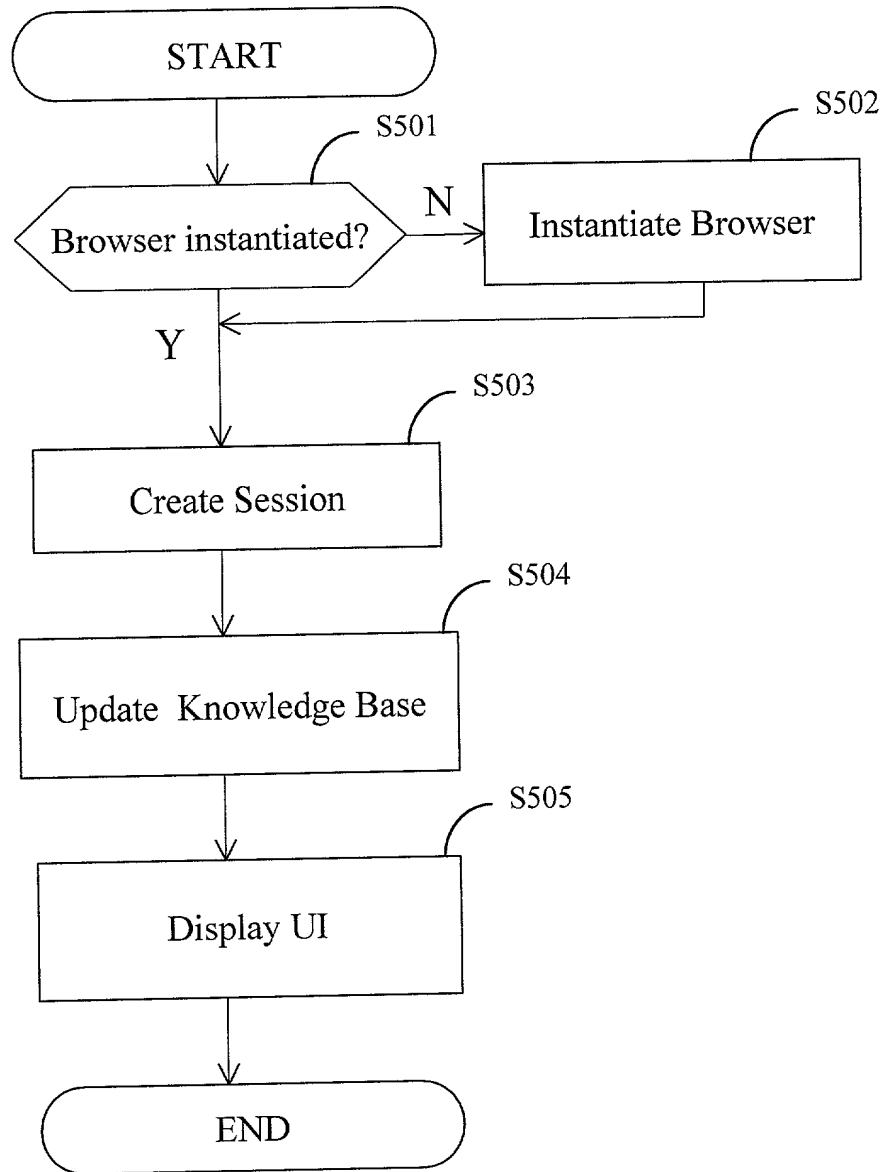 START
S501
S502
Browser instantiated?
N
Instantiate Browser
Y
S503
Create Session
S504
Update Knowledge Base
S505
Display UI
END